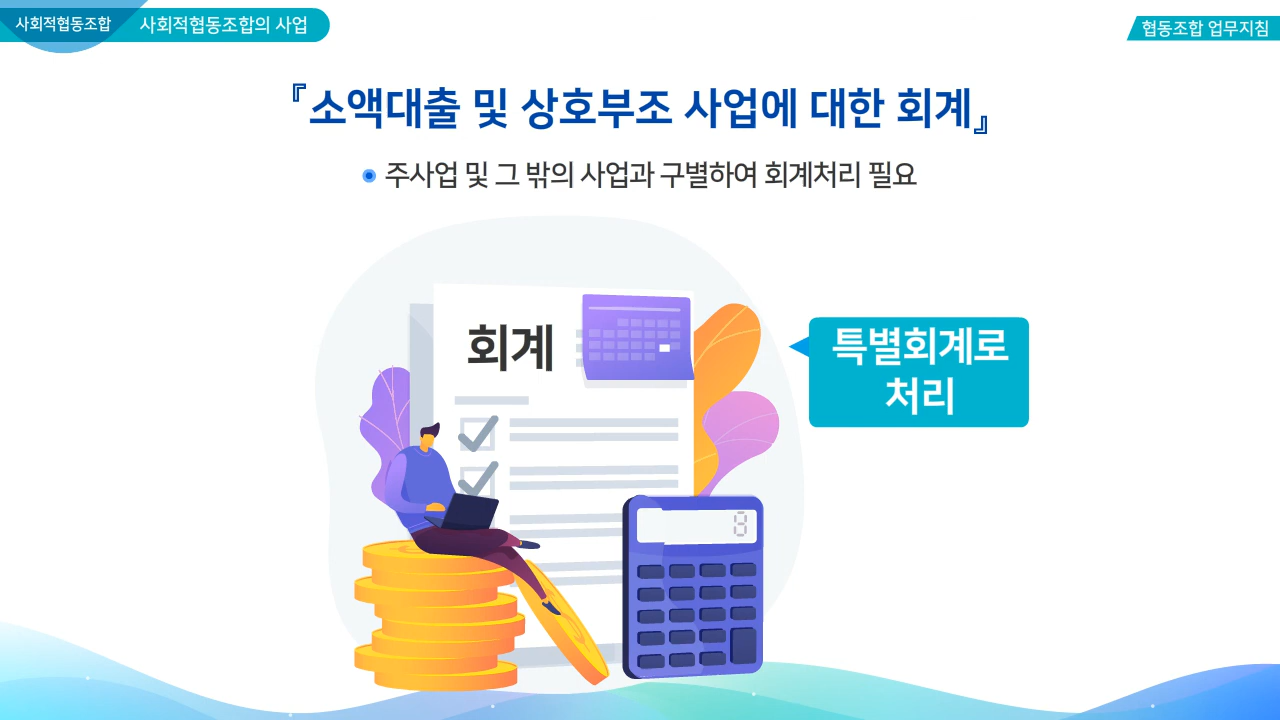 사회적협동조합
사회적협동조합의 사업
협동조합 업무지침
『소액대출 및 상호부조 사업에 대한 회계』
주사업 및 그 밖의 사업과 구별하여 회계처리 필요
회계
특별회계로
처리